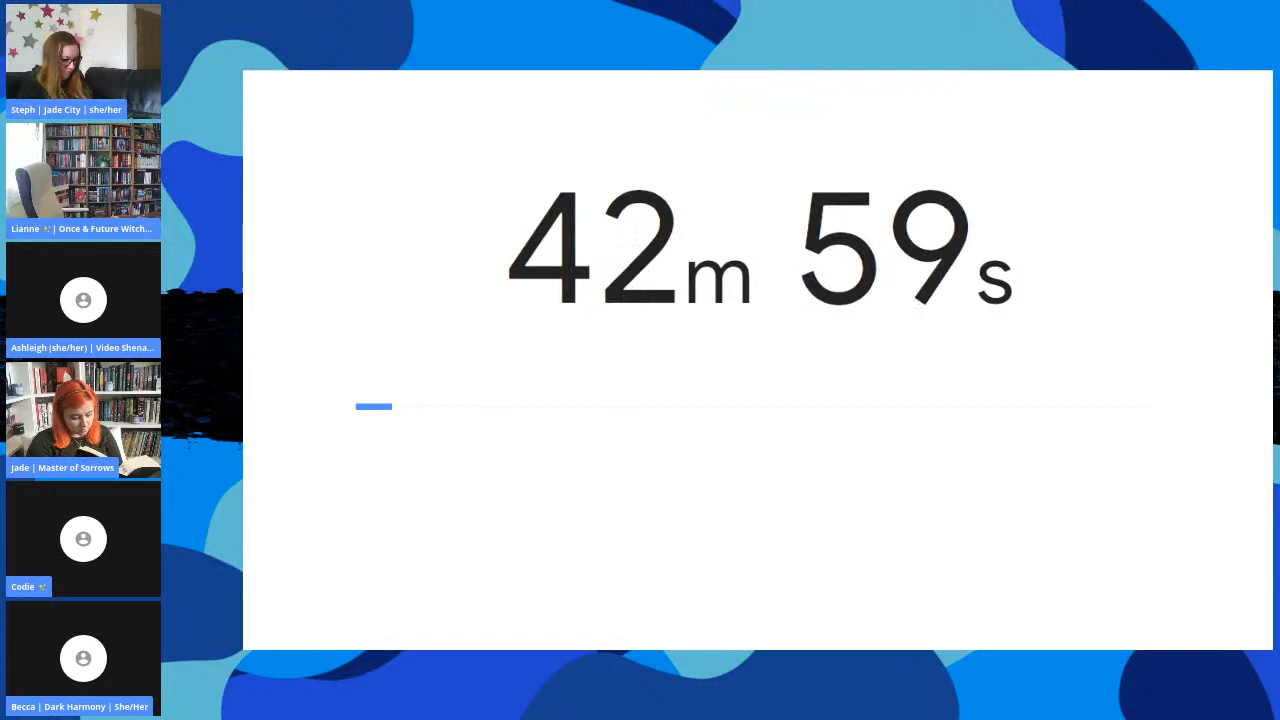 Steph | Jade City | she/her
Lianne ✨ | Once & Future Witch...
Ashleigh (she/her) | Video Shena...
Jade | Master of Sorrows
Codie ✨
Becca | Dark Harmony | She/Her
42m 59s